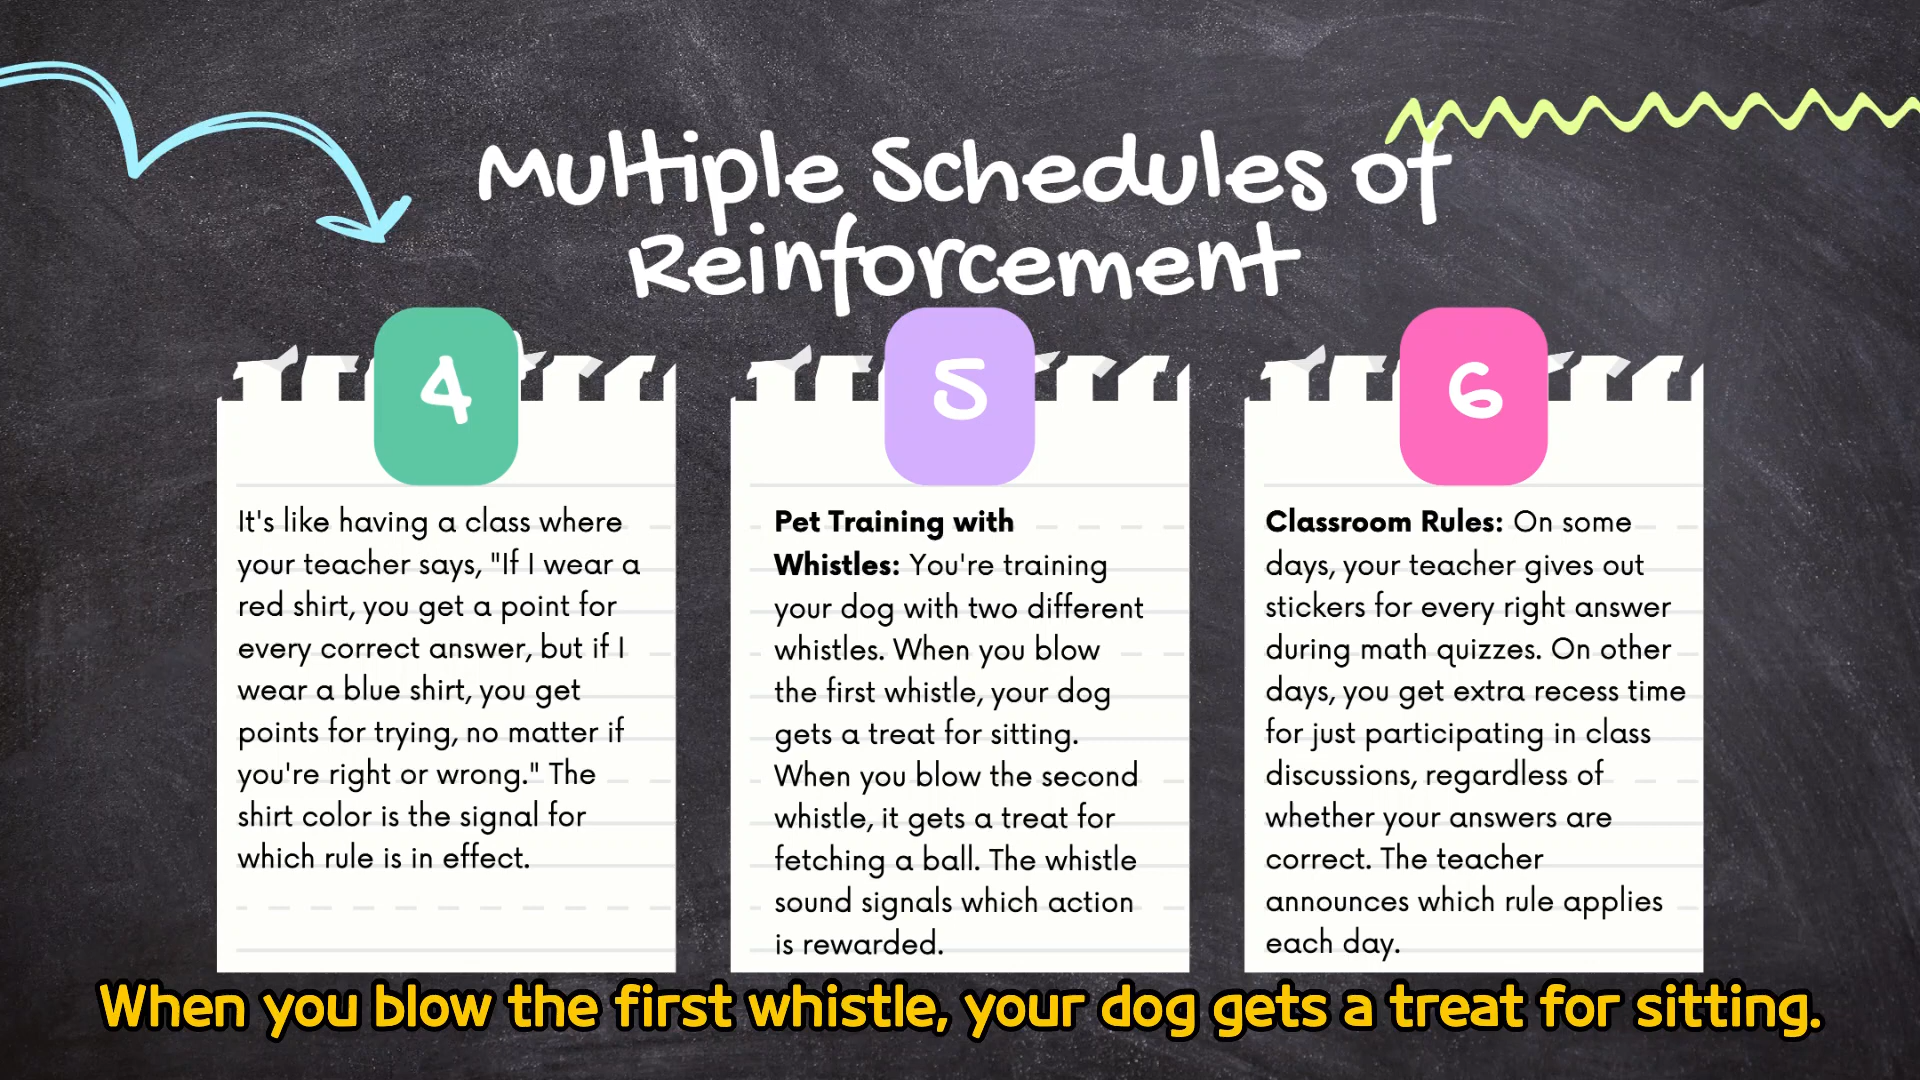 Multiple Schedules of
Reinforcement
4
It's like having a class where
your teacher says, "If I wear a
red shirt, you get a point for
every correct answer, but if I
wear a blue shirt, you get
points for trying, no matter if
you're right or wrong." The
shirt color is the signal for
which rule is in effect.
5
Pet Training with
Whistles: You're training
your dog with two different
whistles. When you blow
the first whistle, your dog
gets a treat for sitting.
When you blow the second
whistle, it gets a treat for
fetching a ball. The whistle
sound signals which action
is rewarded.
6
Classroom Rules: On some
days, your teacher gives out
stickers for every right answer
during math quizzes. On other
days, you get extra recess time
for just participating in class
discussions, regardless of
whether your answers are
correct. The teacher
announces which rule applies
each day.
When you blow the first whistle, your dog gets a treat for sitting.